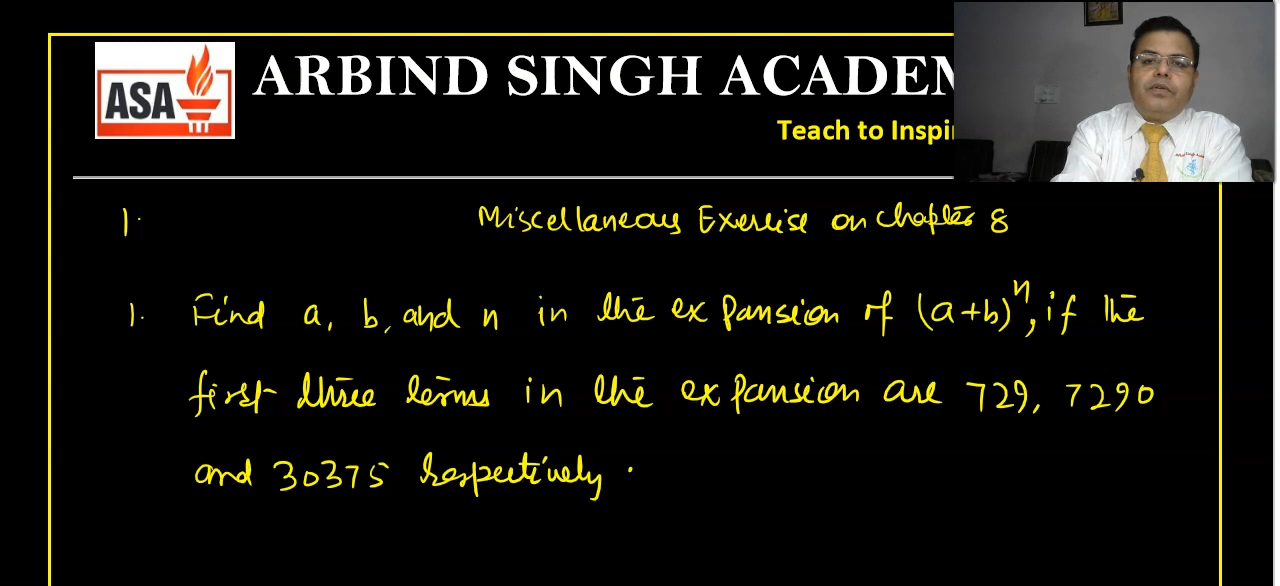 ASA
ARBIND SINGH ACADEM
Teach to Inspi
1.
Miscellaneous Exercise on chapter 8
1. Find a, b, and n in the expansion of (a+b)ⁿ, if the
first three terms in the expansion are 729, 7290
and 30375 respectively.